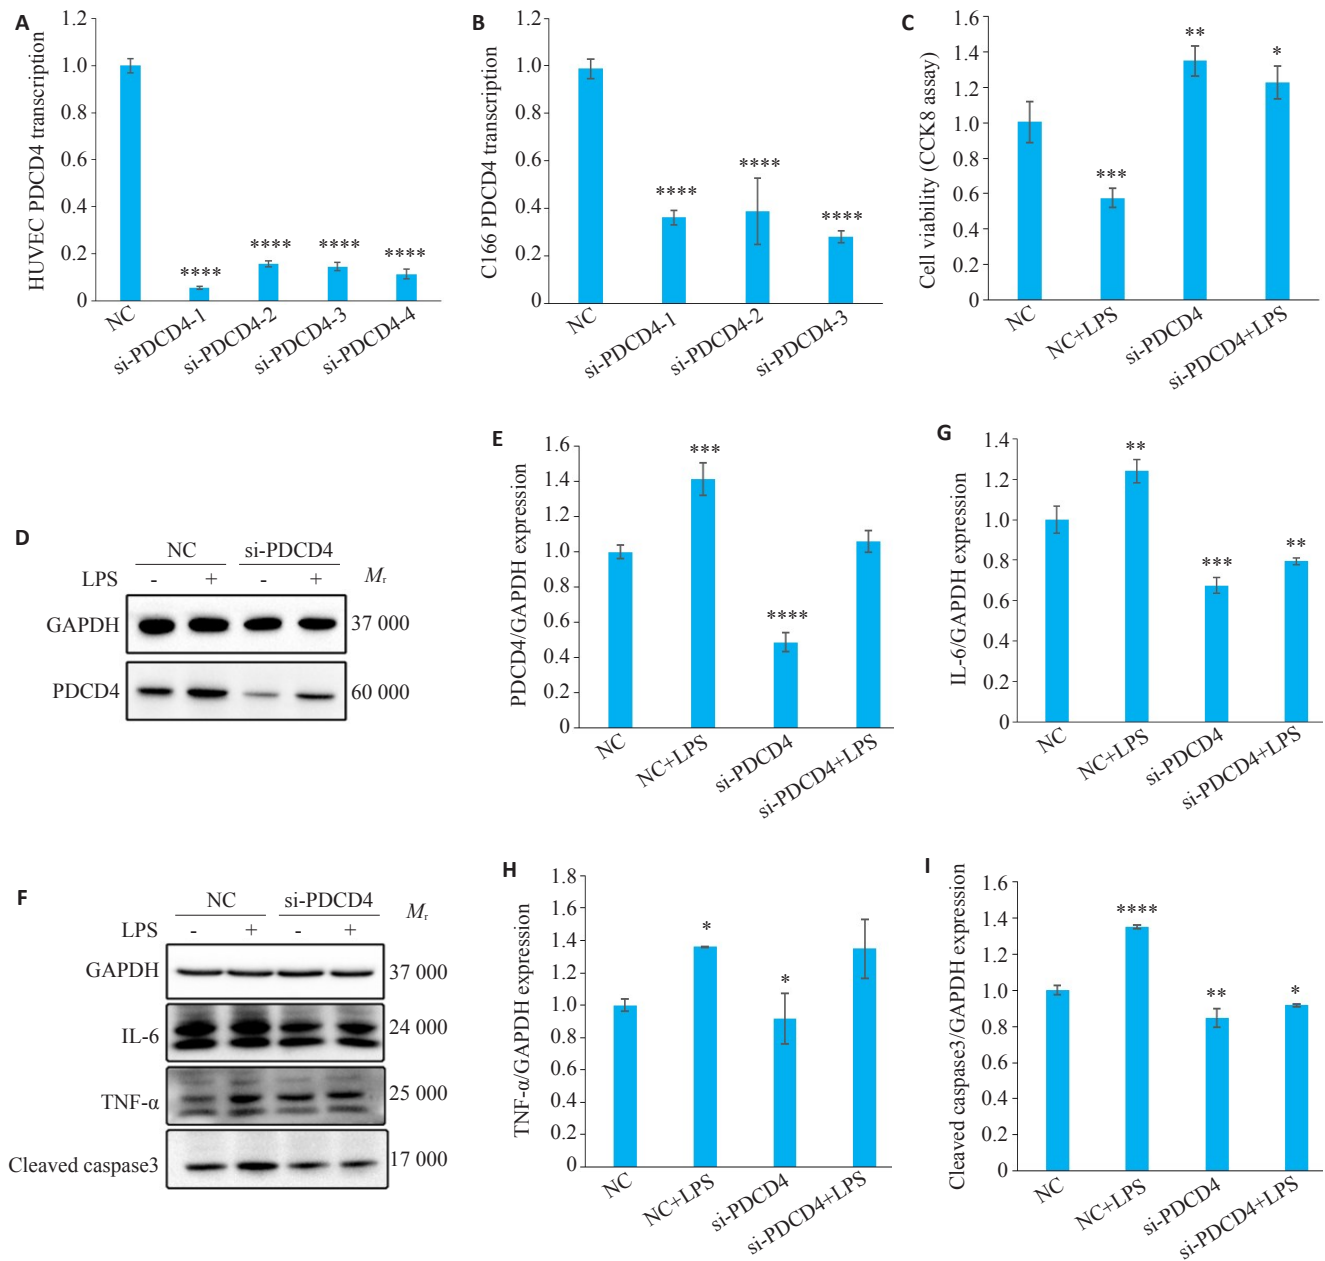 A
HUVEC PDCD4 transcription
1.2
1.0
0.8
0.6
0.4
0.2
0
****
****
****
****
NC
si-PDCD4-1
si-PDCD4-2
si-PDCD4-3
si-PDCD4-4
B
C166 PDCD4 transcription
1.2
1.0
0.8
0.6
0.4
0.2
0
****
****
****
NC
si-PDCD4-1
si-PDCD4-2
si-PDCD4-3
C
Cell viability (CCK8 assay)
1.6
1.4
1.2
1.0
0.8
0.6
0.4
0.2
0
***
**
*
NC
NC+LPS
si-PDCD4
si-PDCD4+LPS
D
NC si-PDCD4
LPS - + - + Mr
GAPDH 37 000
PDCD4 60 000
E
PDCD4/GAPDH expression
1.6
1.4
1.2
1.0
0.8
0.6
0.4
0.2
0
***
****
NC
NC+LPS
si-PDCD4
si-PDCD4+LPS
G
IL-6/GAPDH expression
1.4
1.2
1.0
0.8
0.6
0.4
0.2
0
**
***
**
NC
NC+LPS
si-PDCD4
si-PDCD4+LPS
F
NC si-PDCD4 Mr
LPS - + - +
GAPDH 37 000
IL-6 24 000
TNF-α 25 000
Cleaved caspase3 17 000
H
TNF-α/GAPDH expression
1.8
1.6
1.4
1.2
1.0
0.8
0.6
0.4
0.2
0
*
*
NC
NC+LPS
si-PDCD4
si-PDCD4+LPS
I
Cleaved caspase3/GAPDH expression
1.6
1.4
1.2
1.0
0.8
0.6
0.4
0.2
0
****
**
*
NC
NC+LPS
si-PDCD4
si-PDCD4+LPS